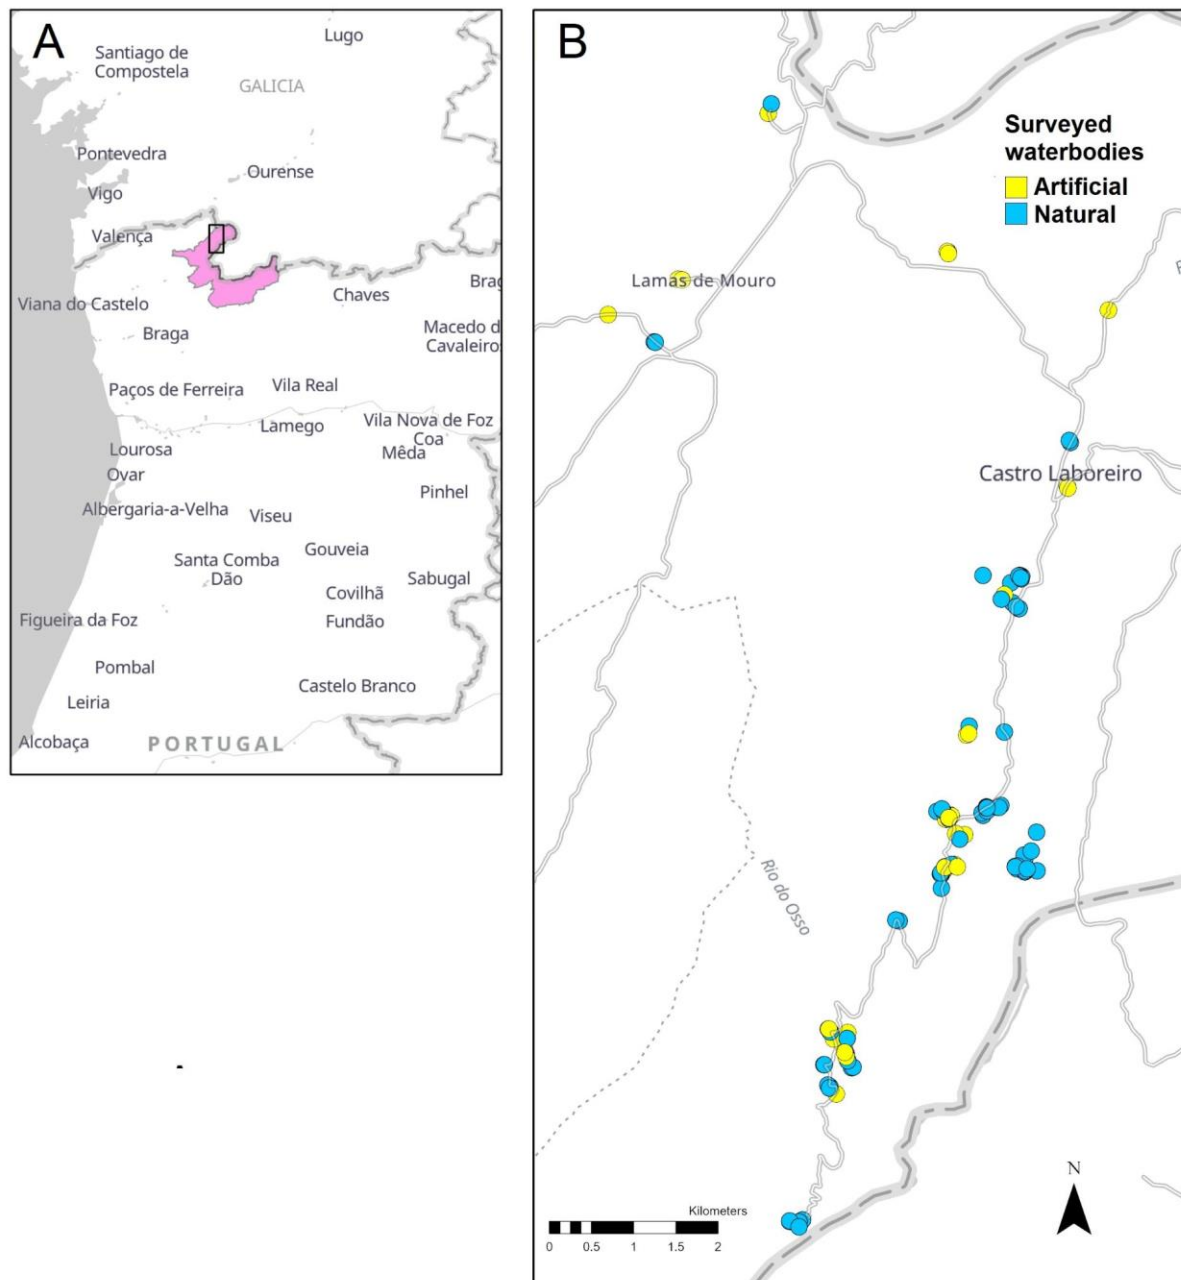 A
Lugo
Santiago de
Compostela
GALICIA
Pontevedra
Ourense
Vigo
Valença
Viana do Castelo
Chaves
Brag
Braga
Macedo d
Cavaleiro
Paços de Ferreira
Vila Real
Lamego
Vila Nova de Foz
Coa
Lourosa
Mêda
Ovar
Pinhel
Albergaria-a-Velha
Viseu
Gouveia
Santa Comba
Dão
Sabugal
Covilhã
Figueira da Foz
Fundão
Pombal
Castelo Branco
Leiria
Alcobaça
PORTUGAL
B
Surveyed
waterbodies
Artificial
Natural
Lamas de Mouro
Castro Laboreiro
Rio do Osso
N
Kilometers
0 0.5 1 1.5 2